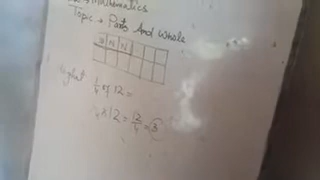 Mathematics
Topic → Parts And Whole
1/4 of 12 =
1/4 × 12 = 12/4 = 3